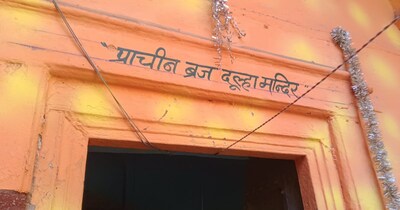 प्राचीन ब्रज दूल्हा मन्दिर